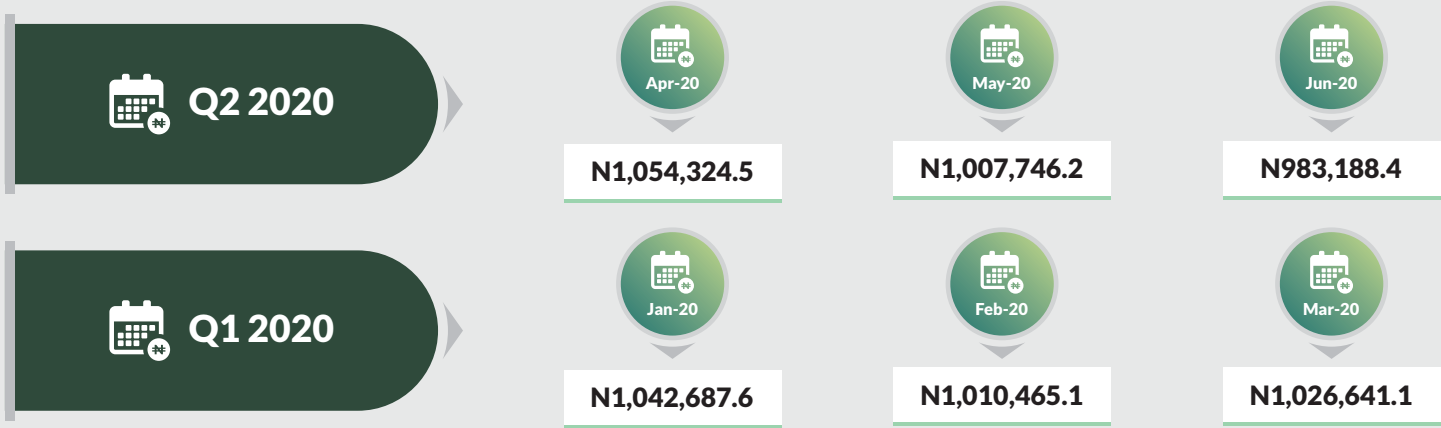 Q2 2020
Apr-20
May-20
Jun-20
N1,054,324.5
N1,007,746.2
N983,188.4
Q1 2020
Jan-20
Feb-20
Mar-20
N1,042,687.6
N1,010,465.1
N1,026,641.1